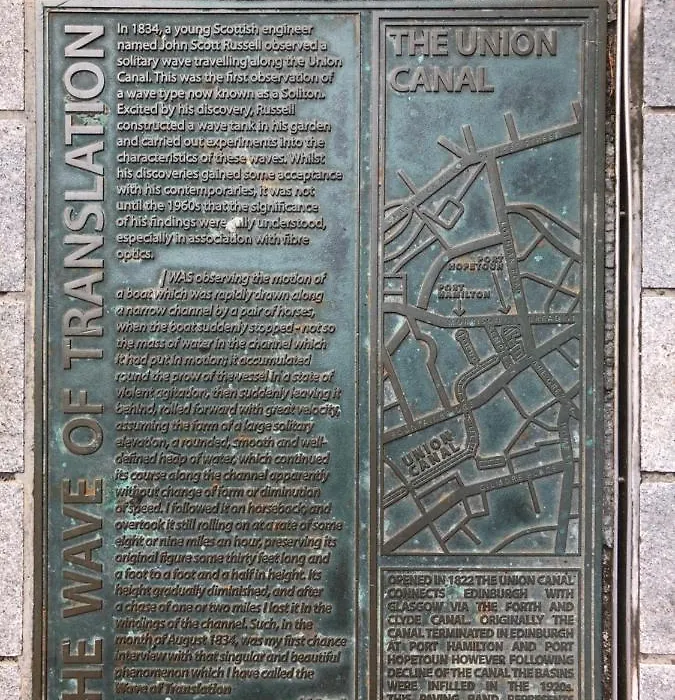 THE WAVE OF TRANSLATION
In 1834, a young Scottish engineer
named John Scott Russell observed a
solitary wave travelling along the Union
Canal. This was the first observation of
a wave type now known as a Soliton.
Excited by his discovery, Russell
constructed a wave tank in his garden
and carried out experiments into the
characteristics of these waves. Whilst
his discoveries gained some acceptance
with his contemporaries, it was not
until the 1960s that the significance
of his findings were fully understood,
especially in association with fibre
optics.
I WAS observing the motion of
a boat which was rapidly drawn along
a narrow channel by a pair of horses,
when the boat suddenly stopped - not so
the mass of water in the channel which
it had put in motion; it accumulated
round the prow of the vessel in a state of
violent agitation, then suddenly leaving it
behind, rolled forward with great velocity,
assuming the form of a large solitary
elevation, a rounded, smooth and well-
defined heap of water, which continued
its course along the channel apparently
without change of form or diminution
of speed. I followed it on horseback, and
overtook it still rolling on at a rate of some
eight or nine miles an hour, preserving its
original figure some thirty feet long and
a foot to a foot and a half in height. Its
height gradually diminished, and after
a chase of one or two miles I lost it in the
windings of the channel. Such, in the
month of August 1834, was my first chance
interview with that singular and beautiful
phenomenon which I have called the
Wave of Translation
THE UNION
CANAL
PORT
HOPETOUN
PORT
HAMILTON
UNION
CANAL
OPENED IN 1822 THE UNION CANAL
CONNECTS EDINBURGH WITH
GLASGOW VIA THE FORTH AND
CLYDE CANAL. ORIGINALLY THE
CANAL TERMINATED IN EDINBURGH
AT PORT HAMILTON AND PORT
HOPETOUN HOWEVER FOLLOWING
DECLINE OF THE CANAL THE BASINS
WERE INFILLED IN THE 1920s.
THE PAVING BAND